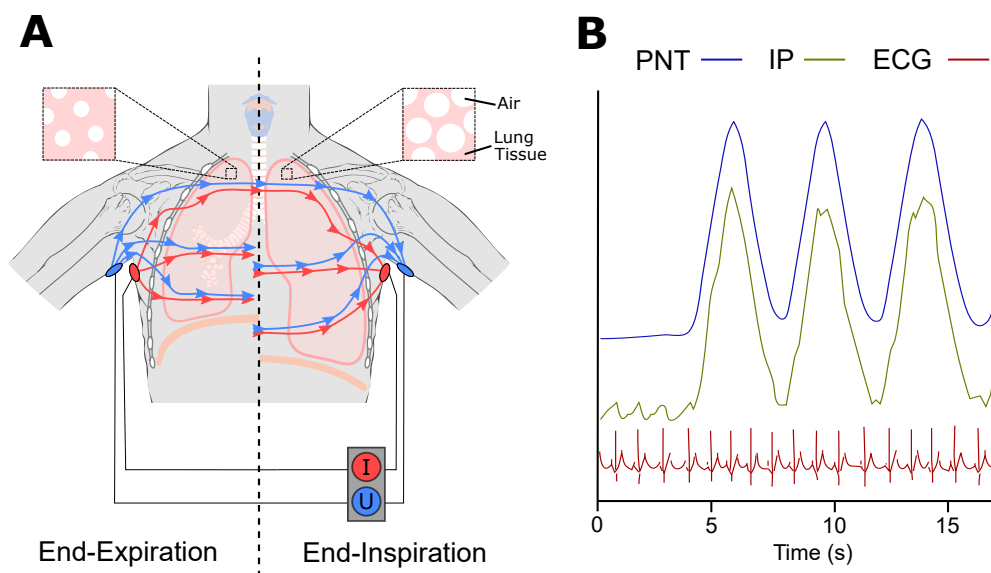 A
Air
Lung
Tissue
I
U
End-Expiration
End-Inspiration
B
PNT
IP
ECG
0
5
10
15
Time (s)